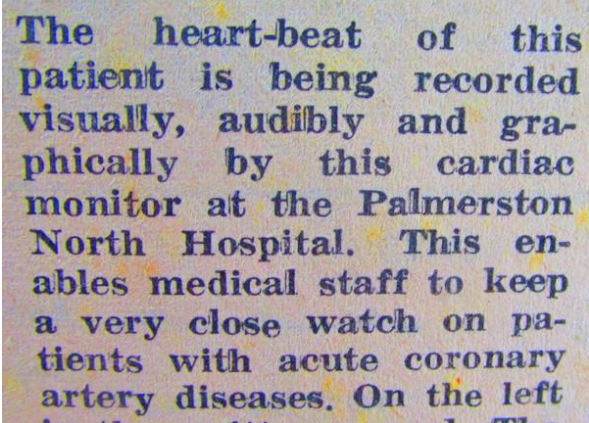 The heart-beat of this
patient is being recorded
visually, audibly and gra-
phically by this cardiac
monitor at the Palmerston
North Hospital. This en-
ables medical staff to keep
a very close watch on pa-
tients with acute coronary
artery diseases. On the left